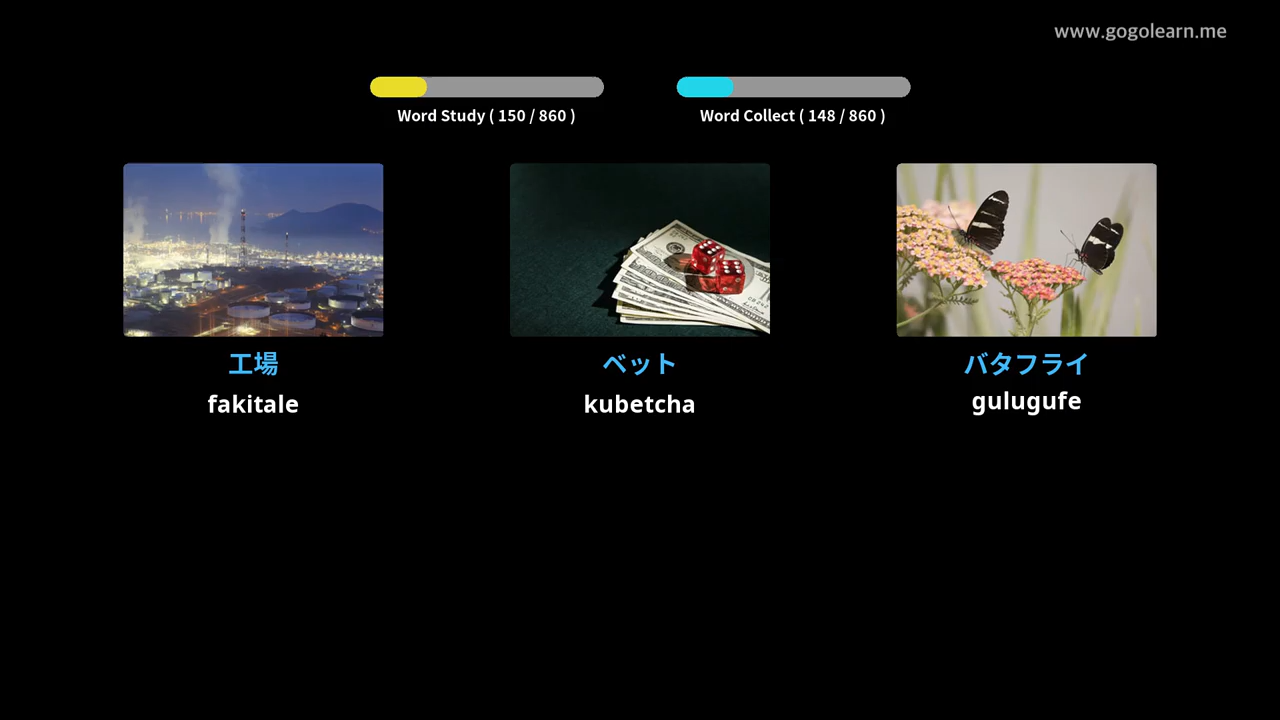 www.gogolearn.me
Word Study ( 150 / 860 )
Word Collect ( 148 / 860 )
工場
ベット
バタフライ
fakitale
kubetcha
gulugufe